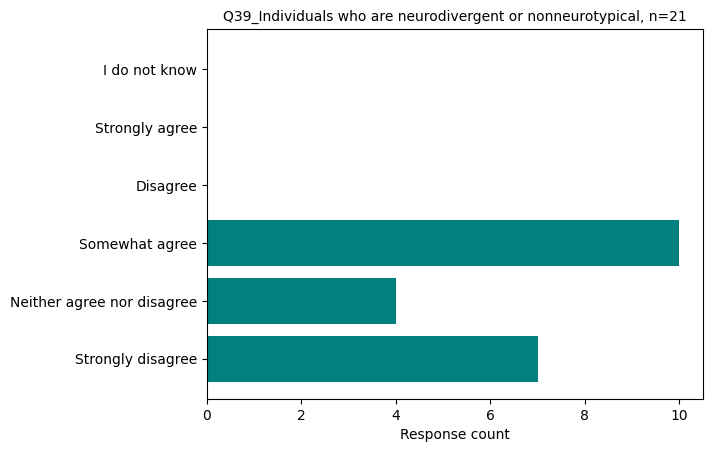 Q39_Individuals who are neurodivergent or nonneurotypical, n=21
I do not know
Strongly agree
Disagree
Somewhat agree
Neither agree nor disagree
Strongly disagree
0 2 4 6 8 10
Response count